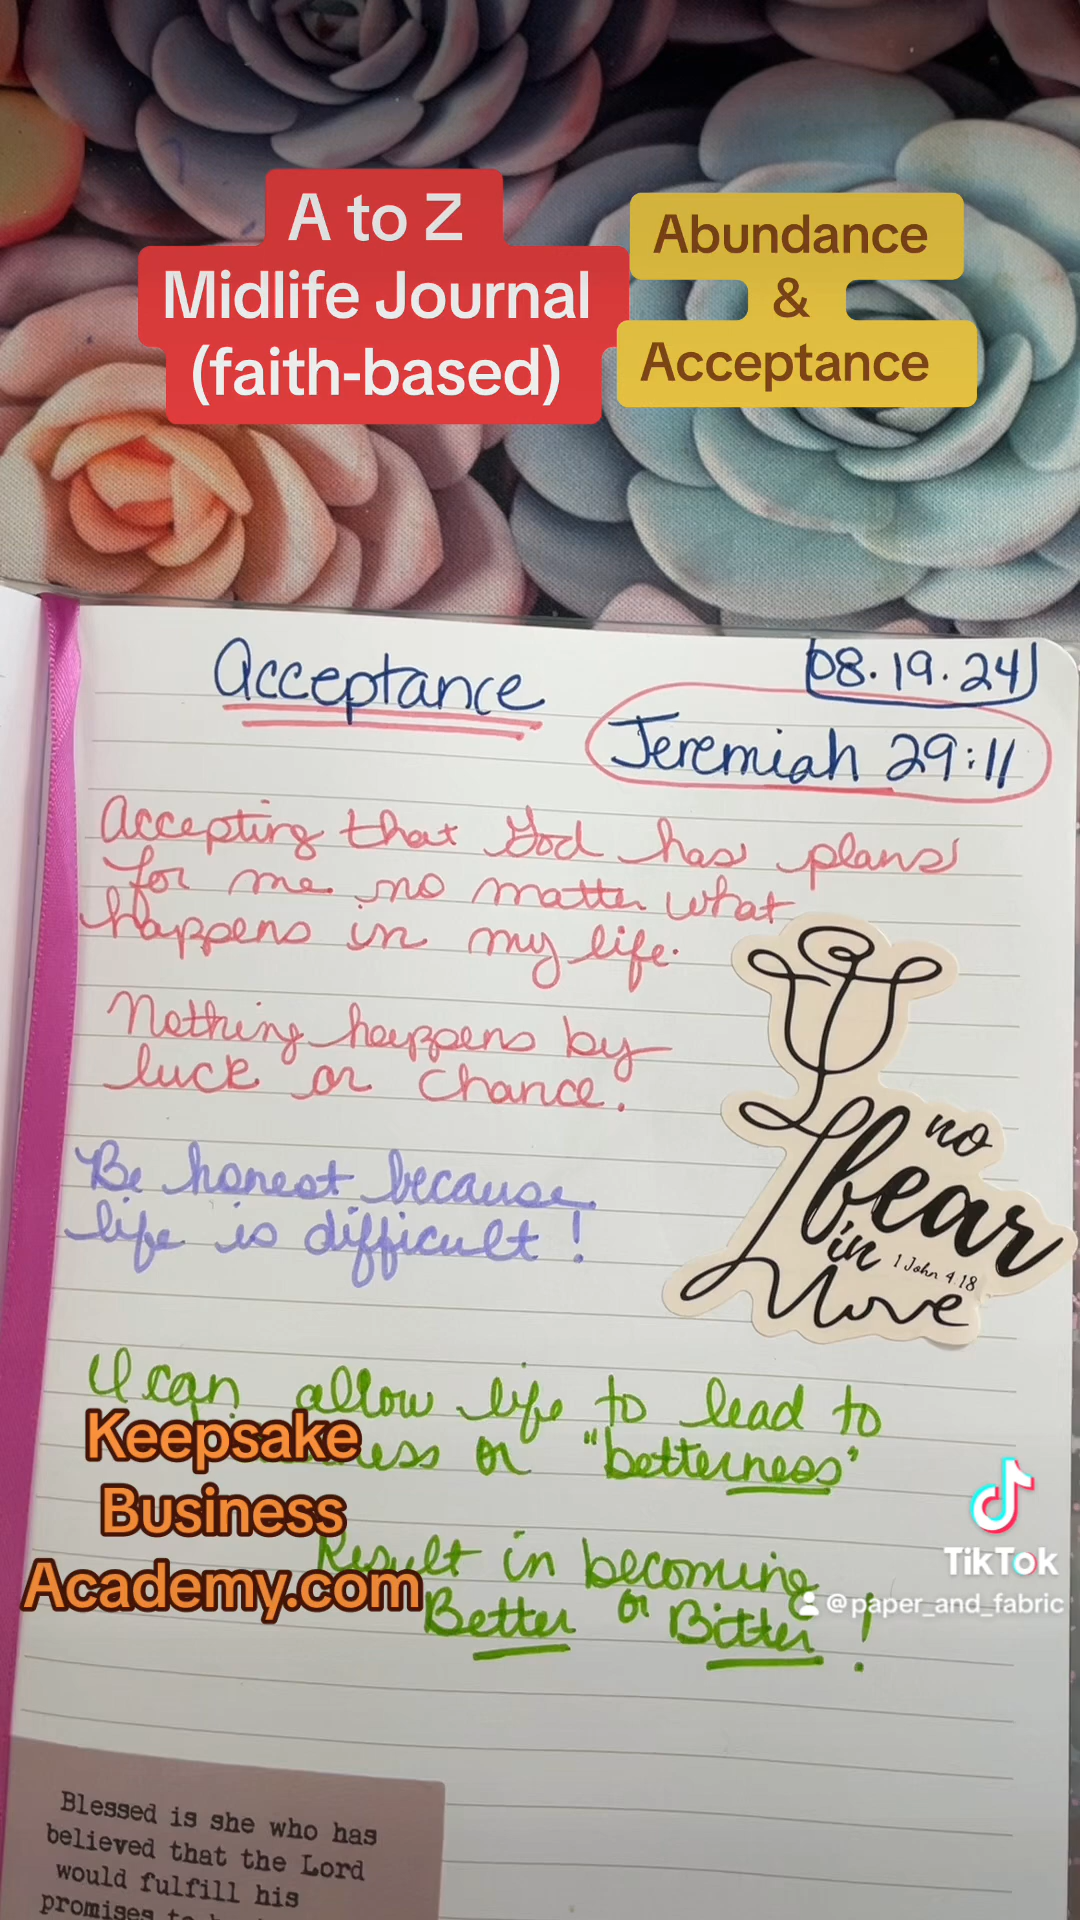 A to Z
Midlife Journal
(faith-based)
Abundance
&
Acceptance
Acceptance
08.19.24
Jeremiah 29:11
Accepting that God has plans
for me no matter what
happens in my life.
Nothing happens by
luck or chance.
Be honest because
life is difficult!
no
fear
in
1 John 4.18
love
I can allow life to lead to
or "betterness"
Keepsake
Business
Academy.com
Result in becoming
Better or Bitter!
TikTok
@paper_and_fabric
Blessed is she who has
believed that the Lord
would fulfill his
promises to